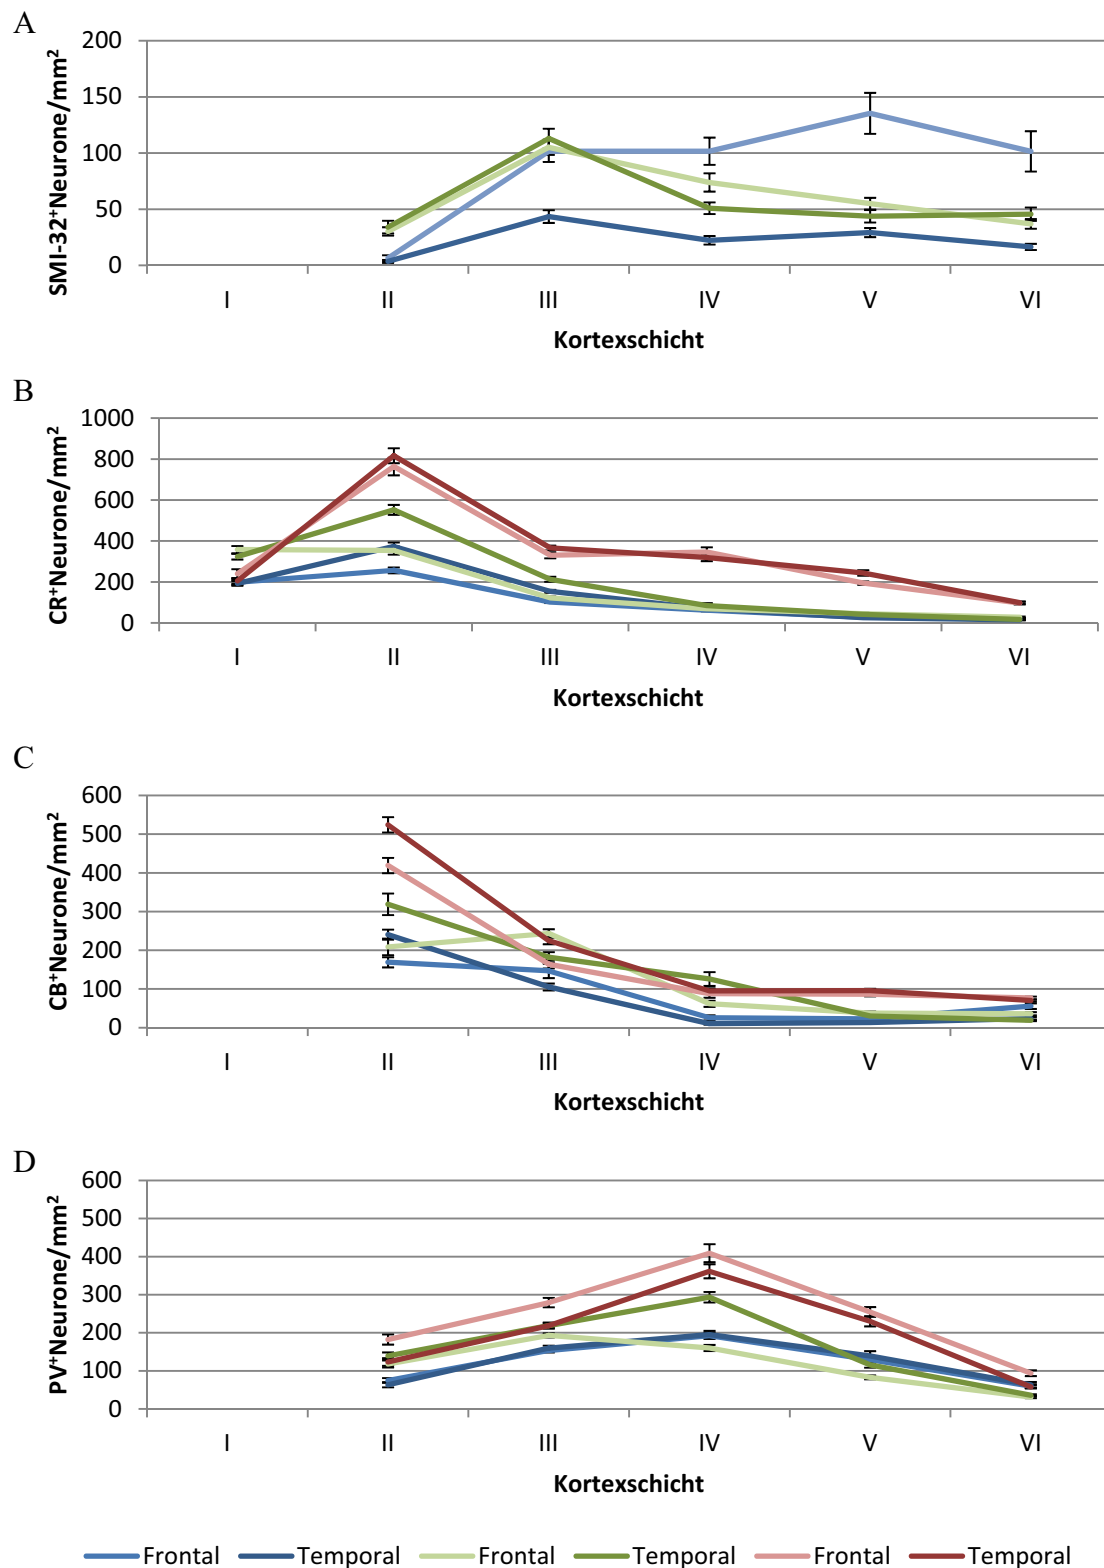 A
SMI-32⁺Neurone/mm²
200
150
100
50
0
I II III IV V VI
Kortexschicht
B
CR⁺Neurone/mm²
1000
800
600
400
200
0
I II III IV V VI
Kortexschicht
C
CB⁺Neurone/mm²
600
500
400
300
200
100
0
I II III IV V VI
Kortexschicht
D
PV⁺Neurone/mm²
600
500
400
300
200
100
0
I II III IV V VI
Kortexschicht
Frontal Temporal Frontal Temporal Frontal Temporal